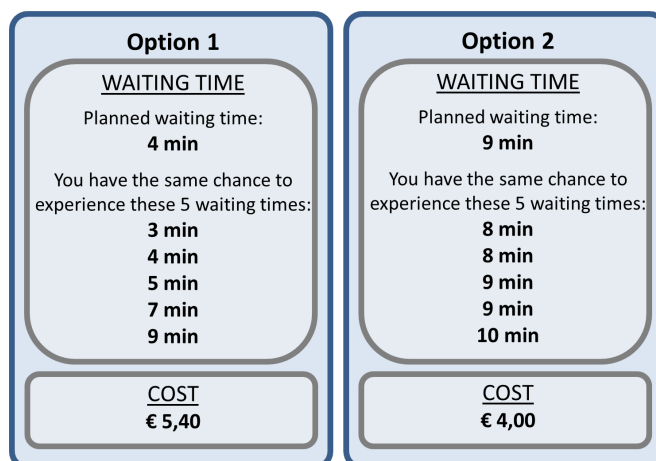 Option 1
WAITING TIME
Planned waiting time:
4 min
You have the same chance to
experience these 5 waiting times:
3 min
4 min
5 min
7 min
9 min
COST
€ 5,40
Option 2
WAITING TIME
Planned waiting time:
9 min
You have the same chance to
experience these 5 waiting times:
8 min
8 min
9 min
9 min
10 min
COST
€ 4,00